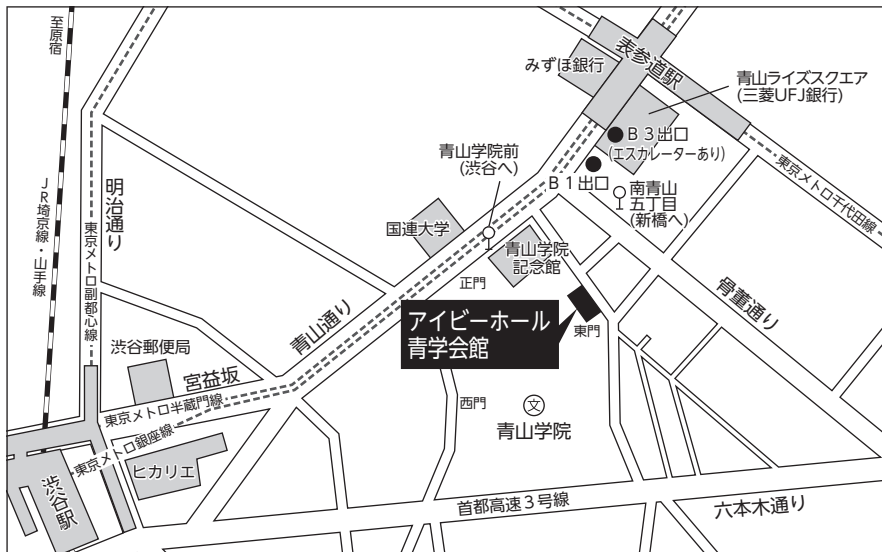 至原宿
JR埼京線・山手線
明治通り
東京メトロ副都心線
みずほ銀行
表参道駅
青山ライズスクエア
(三菱UFJ銀行)
B3出口
(エスカレーターあり)
B1出口
南青山
五丁目
(新橋へ)
東京メトロ千代田線
青山学院前
(渋谷へ)
国連大学
青山学院
記念館
正門
骨董通り
アイビーホール
青学会館
東門
青山通り
渋谷郵便局
宮益坂
東京メトロ半蔵門線
東京メトロ銀座線
ヒカリエ
渋谷駅
西門
文
青山学院
首都高速3号線
六本木通り